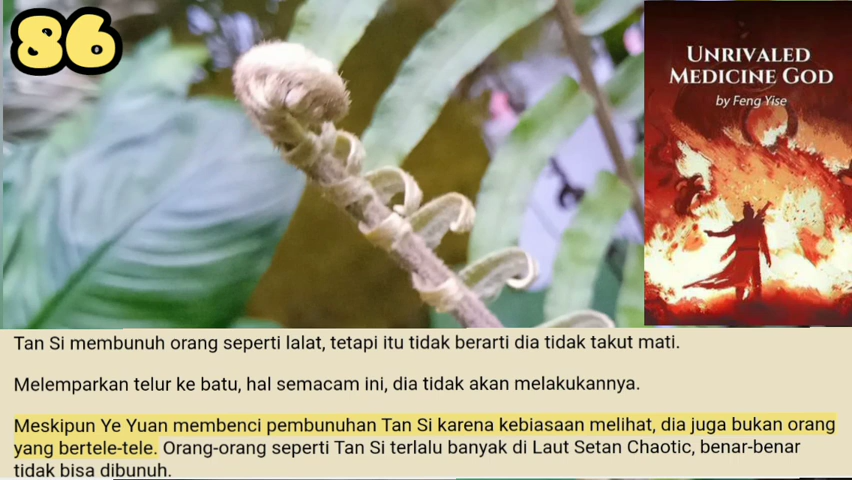 86
UNRIVALED
MEDICINE GOD
by Feng Yise
Tan Si membunuh orang seperti lalat, tetapi itu tidak berarti dia tidak takut mati.
Melemparkan telur ke batu, hal semacam ini, dia tidak akan melakukannya.
Meskipun Ye Yuan membenci pembunuhan Tan Si karena kebiasaan melihat, dia juga bukan orang
yang bertele-tele. Orang-orang seperti Tan Si terlalu banyak di Laut Setan Chaotic, benar-benar
tidak bisa dibunuh.